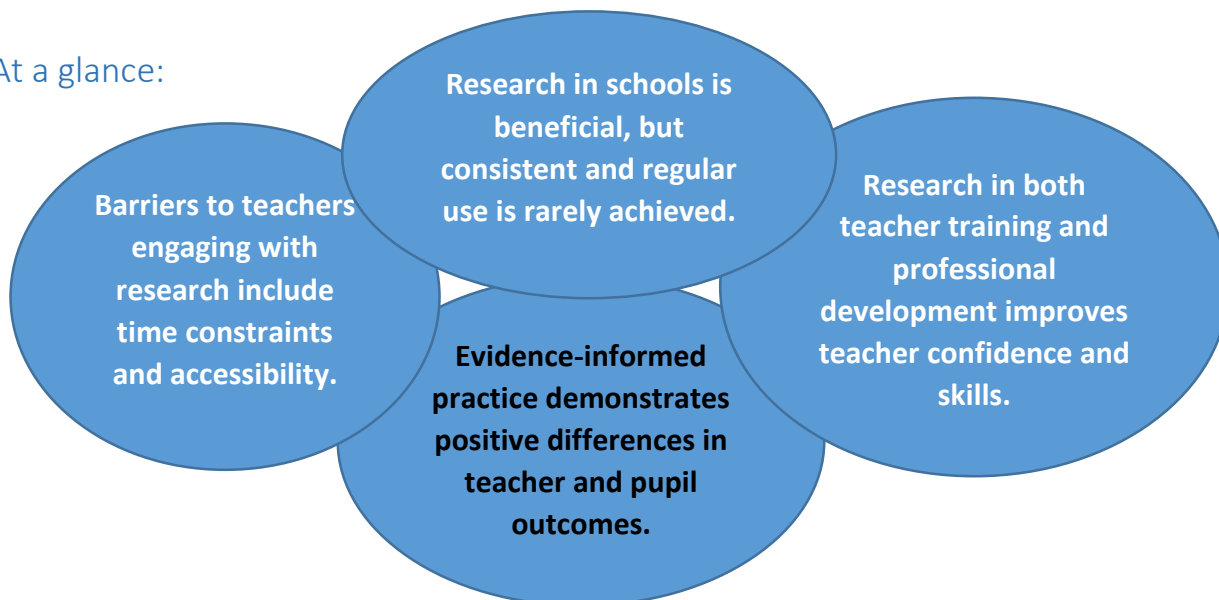 At a glance:
Research in schools is
beneficial, but
consistent and regular
use is rarely achieved.
Barriers to teachers
engaging with
research include
time constraints
and accessibility.
Research in both
teacher training and
professional
development improves
teacher confidence and
skills.
Evidence-informed
practice demonstrates
positive differences in
teacher and pupil
outcomes.